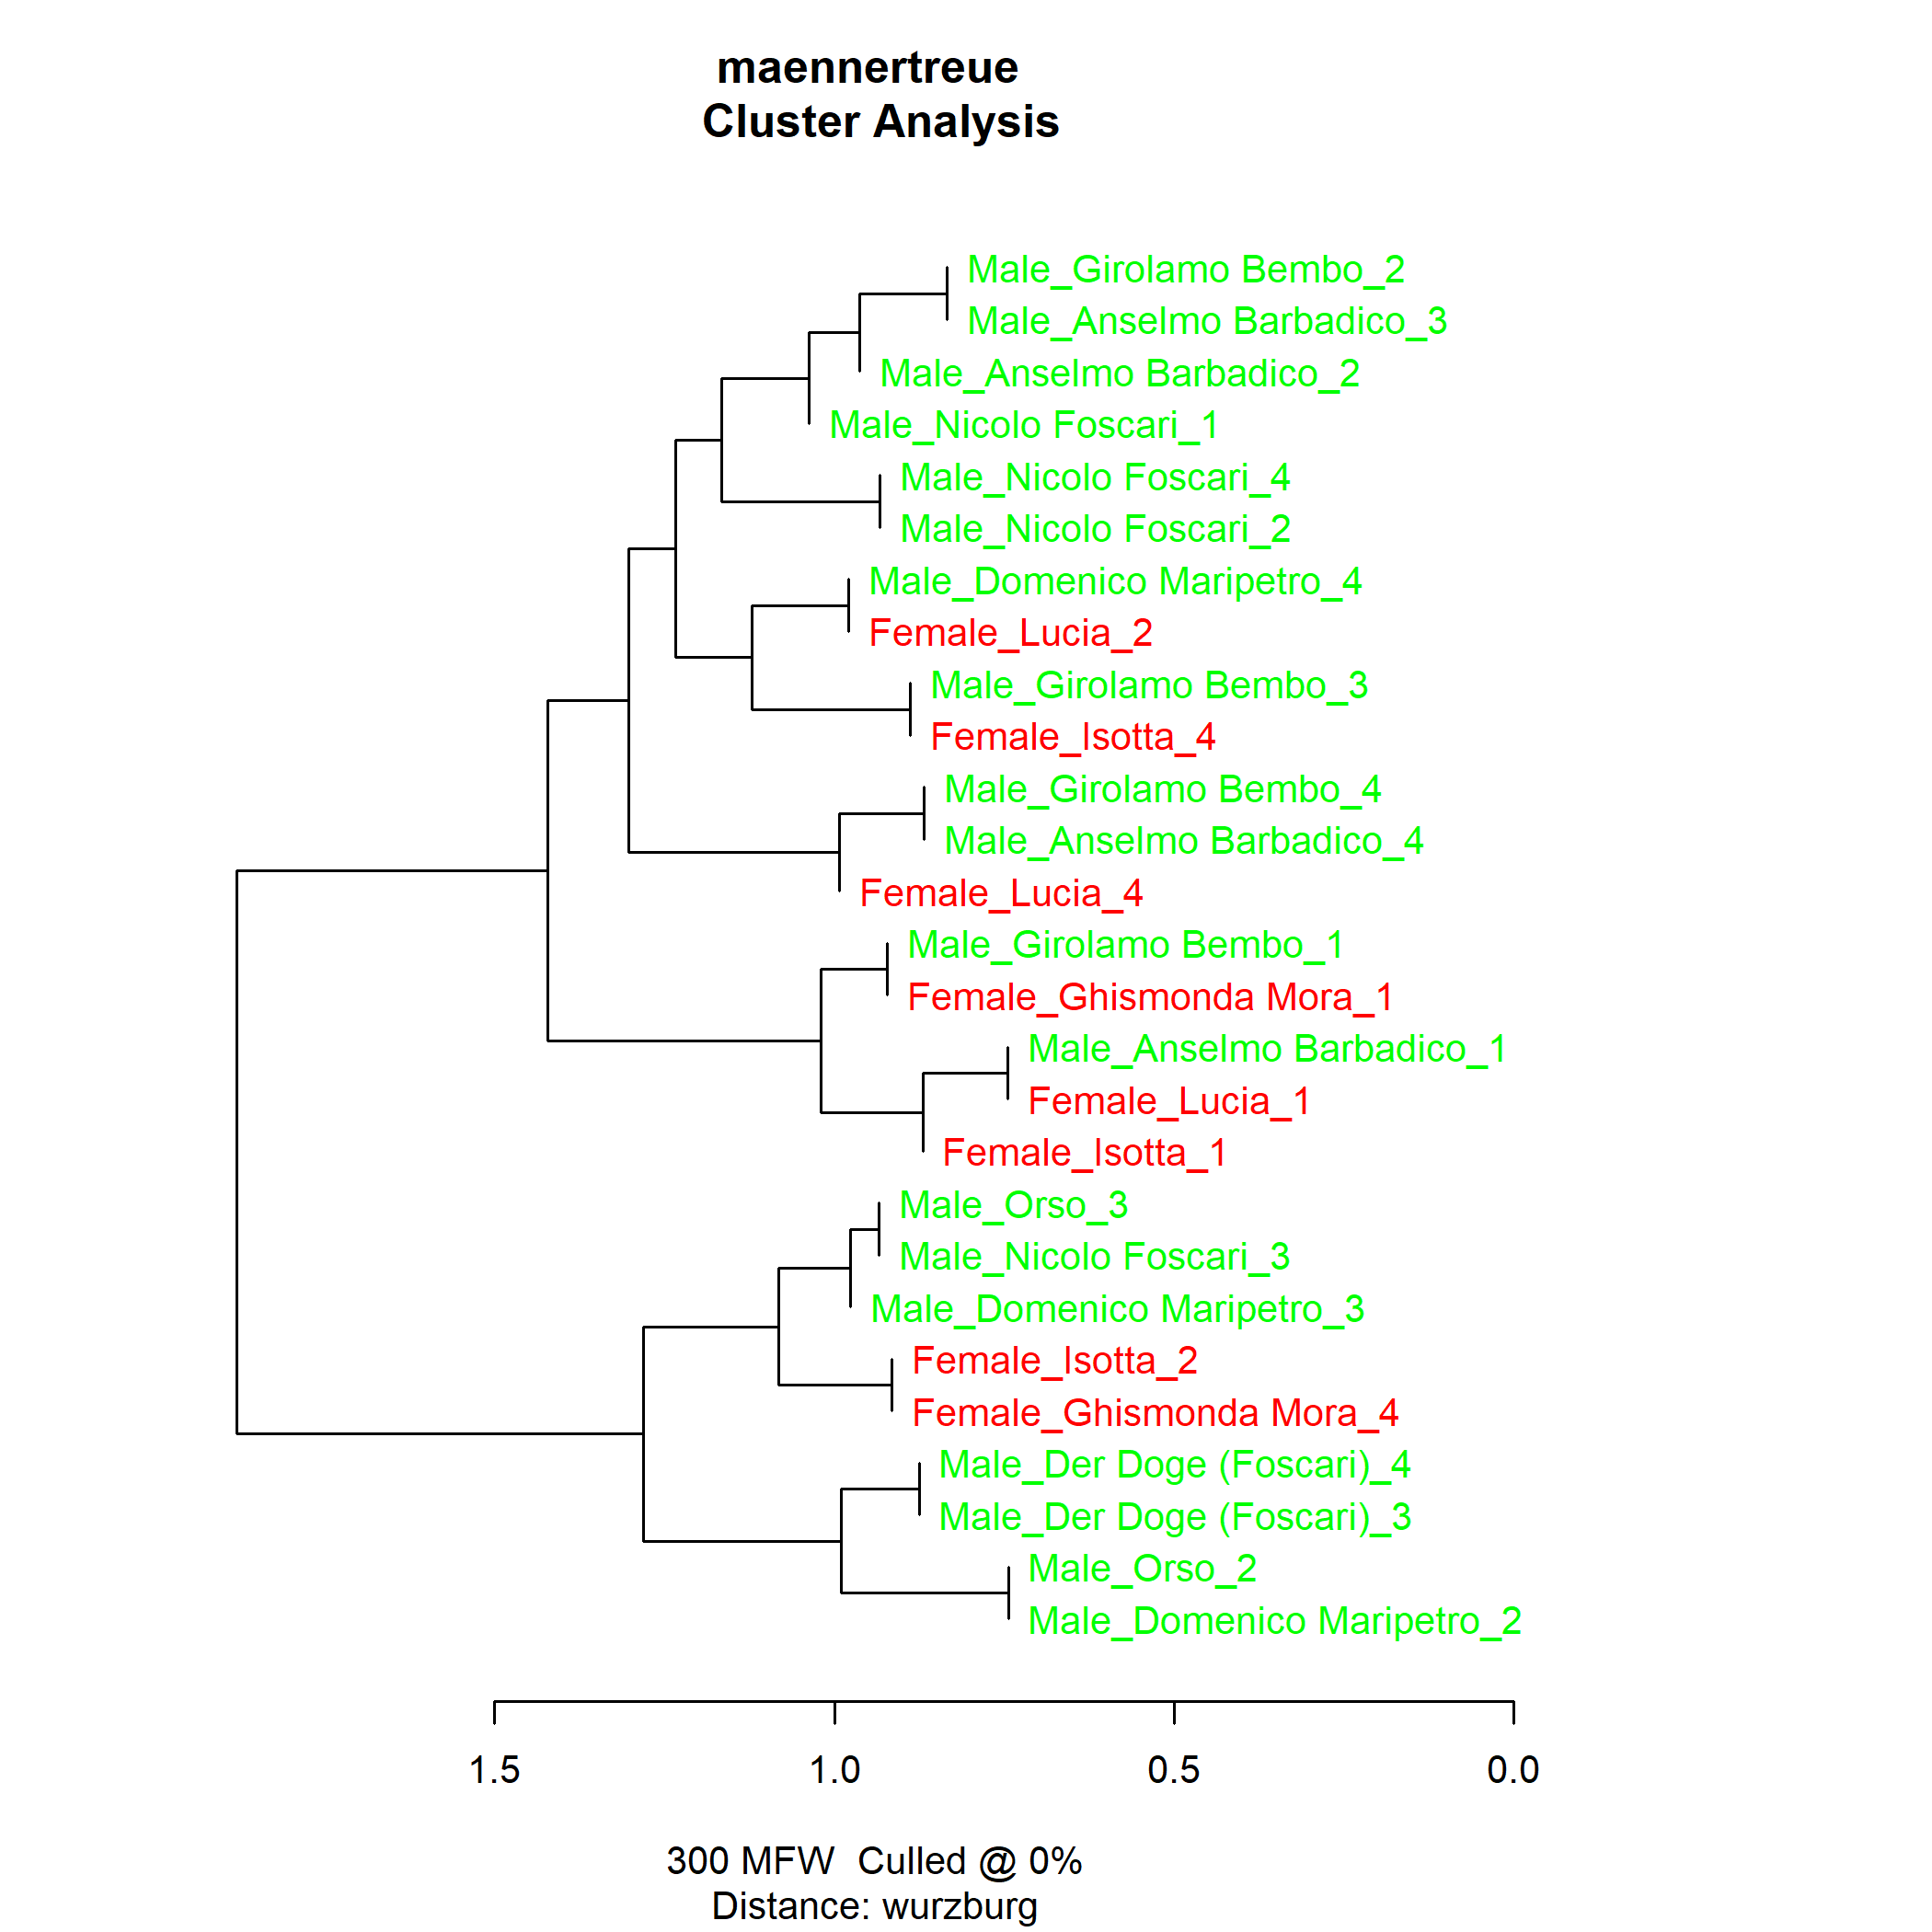 maennertreue
Cluster Analysis
Male_Girolamo Bembo_2
Male_Anselmo Barbadico_3
Male_Anselmo Barbadico_2
Male_Nicolo Foscari_1
Male_Nicolo Foscari_4
Male_Nicolo Foscari_2
Male_Domenico Maripetro_4
Female_Lucia_2
Male_Girolamo Bembo_3
Female_Isotta_4
Male_Girolamo Bembo_4
Male_Anselmo Barbadico_4
Female_Lucia_4
Male_Girolamo Bembo_1
Female_Ghismonda Mora_1
Male_Anselmo Barbadico_1
Female_Lucia_1
Female_Isotta_1
Male_Orso_3
Male_Nicolo Foscari_3
Male_Domenico Maripetro_3
Female_Isotta_2
Female_Ghismonda Mora_4
Male_Der Doge (Foscari)_4
Male_Der Doge (Foscari)_3
Male_Orso_2
Male_Domenico Maripetro_2
1.5 1.0 0.5 0.0
300 MFW  Culled @ 0%
Distance: wurzburg